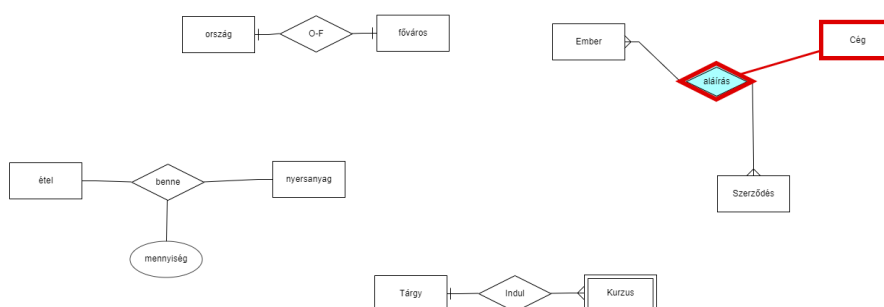 ország
O-F
főváros
Ember
Cég
aláírás
étel
benne
nyersanyag
Szerződés
mennyiség
Tárgy
Indul
Kurzus